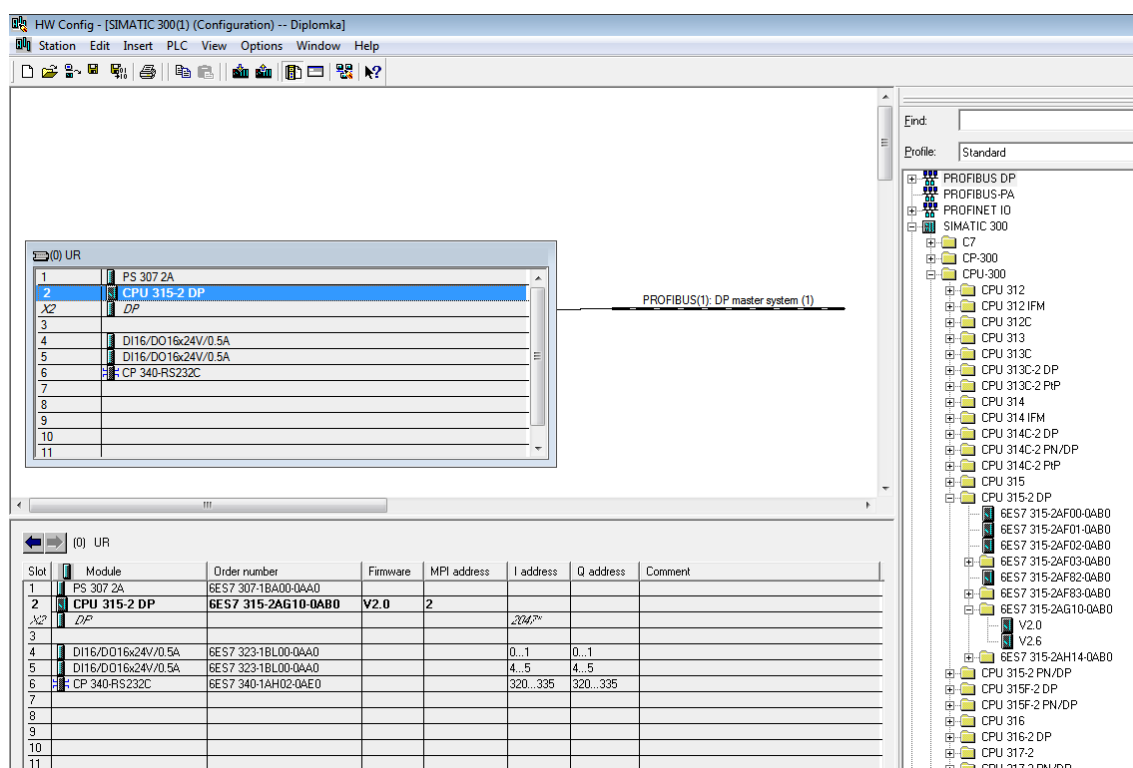 HW Config - [SIMATIC 300(1) (Configuration) -- Diplomka]
Station Edit Insert PLC View Options Window Help
(0) UR
1 PS 307 2A
2 CPU 315-2 DP
X2 DP
3
4 DI16/DO16x24V/0.5A
5 DI16/DO16x24V/0.5A
6 CP 340-RS232C
7
8
9
10
11
PROFIBUS(1): DP master system (1)
(0) UR
Slot Module Order number Firmware MPI address I address Q address Comment
1 PS 307 2A 6ES7 307-1BA00-0AA0
2 CPU 315-2 DP 6ES7 315-2AG10-0AB0 V2.0 2
X2 DP 2047*
3
4 DI16/DO16x24V/0.5A 6ES7 323-1BL00-0AA0 0...1 0...1
5 DI16/DO16x24V/0.5A 6ES7 323-1BL00-0AA0 4...5 4...5
6 CP 340-RS232C 6ES7 340-1AH02-0AE0 320...335 320...335
7
8
9
10
11
Find:
Profile: Standard
PROFIBUS DP
PROFIBUS-PA
PROFINET IO
SIMATIC 300
C7
CP-300
CPU-300
CPU 312
CPU 312 IFM
CPU 312C
CPU 313
CPU 313C
CPU 313C-2 DP
CPU 313C-2 PtP
CPU 314
CPU 314 IFM
CPU 314C-2 DP
CPU 314C-2 PN/DP
CPU 314C-2 PtP
CPU 315
CPU 315-2 DP
6ES7 315-2AF00-0AB0
6ES7 315-2AF01-0AB0
6ES7 315-2AF02-0AB0
6ES7 315-2AF03-0AB0
6ES7 315-2AF82-0AB0
6ES7 315-2AF83-0AB0
6ES7 315-2AG10-0AB0
V2.0
V2.6
6ES7 315-2AH14-0AB0
CPU 315-2 PN/DP
CPU 315F-2 DP
CPU 315F-2 PN/DP
CPU 316
CPU 316-2 DP
CPU 317-2
CPU 317-2 PN/DP